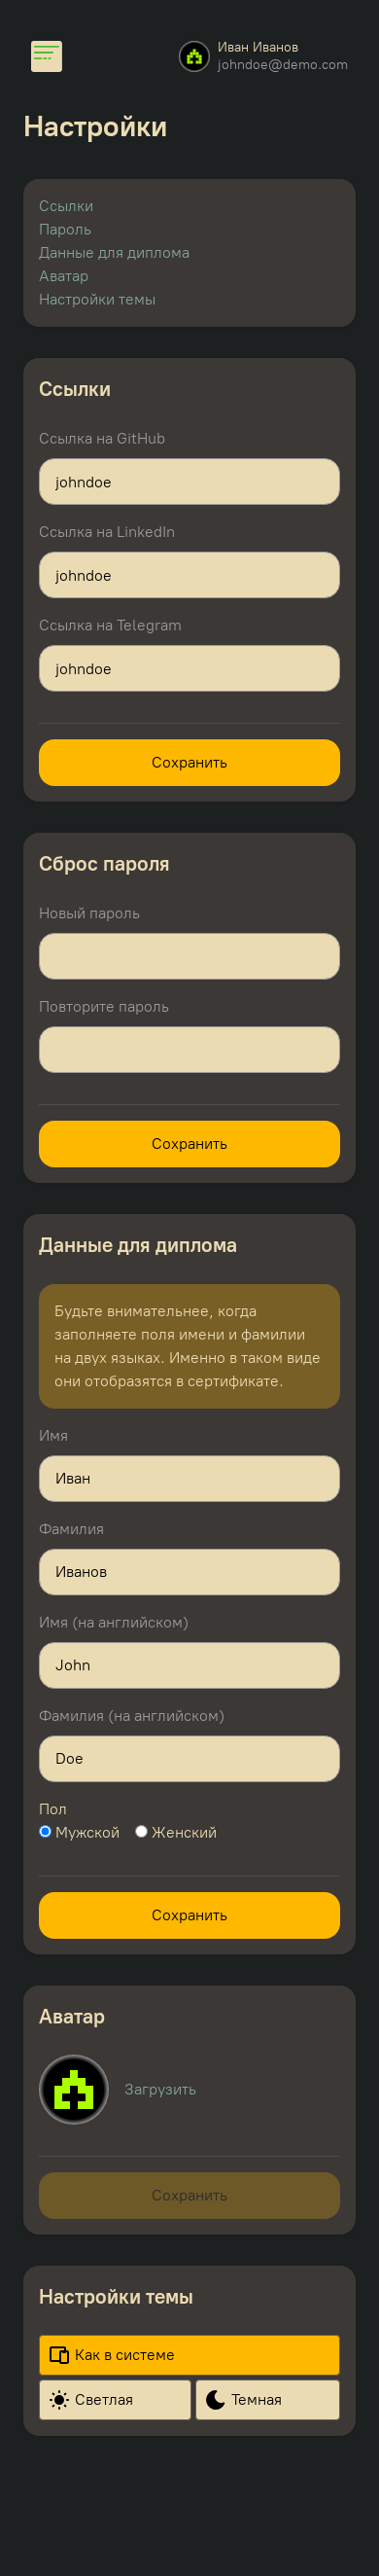 Иван Иванов
johndoe@demo.com
Настройки
Ссылки
Пароль
Данные для диплома
Аватар
Настройки темы
Ссылки
Ссылка на GitHub
johndoe
Ссылка на LinkedIn
johndoe
Ссылка на Telegram
johndoe
Сохранить
Сброс пароля
Новый пароль
Повторите пароль
Сохранить
Данные для диплома
Будьте внимательнее, когда
заполняете поля имени и фамилии
на двух языках. Именно в таком виде
они отобразятся в сертификате.
Имя
Иван
Фамилия
Иванов
Имя (на английском)
John
Фамилия (на английском)
Doe
Пол
Мужской Женский
Сохранить
Аватар
Загрузить
Сохранить
Настройки темы
Как в системе
Светлая Темная